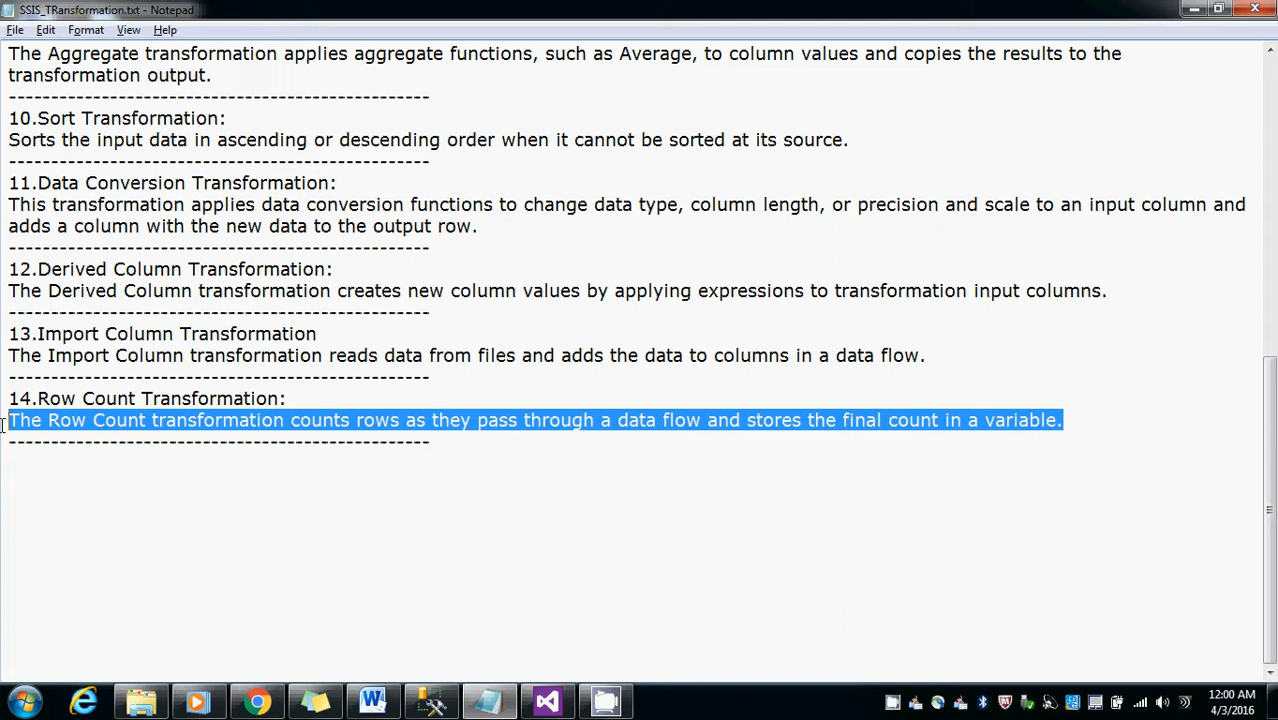 SSIS_TRansformation.txt - Notepad
File Edit Format View Help
The Aggregate transformation applies aggregate functions, such as Average, to column values and copies the results to the
transformation output.
------------------------------------------------
10.Sort Transformation:
Sorts the input data in ascending or descending order when it cannot be sorted at its source.
------------------------------------------------
11.Data Conversion Transformation:
This transformation applies data conversion functions to change data type, column length, or precision and scale to an input column and
adds a column with the new data to the output row.
------------------------------------------------
12.Derived Column Transformation:
The Derived Column transformation creates new column values by applying expressions to transformation input columns.
------------------------------------------------
13.Import Column Transformation
The Import Column transformation reads data from files and adds the data to columns in a data flow.
------------------------------------------------
14.Row Count Transformation:
The Row Count transformation counts rows as they pass through a data flow and stores the final count in a variable.
------------------------------------------------
12:00 AM
4/3/2016